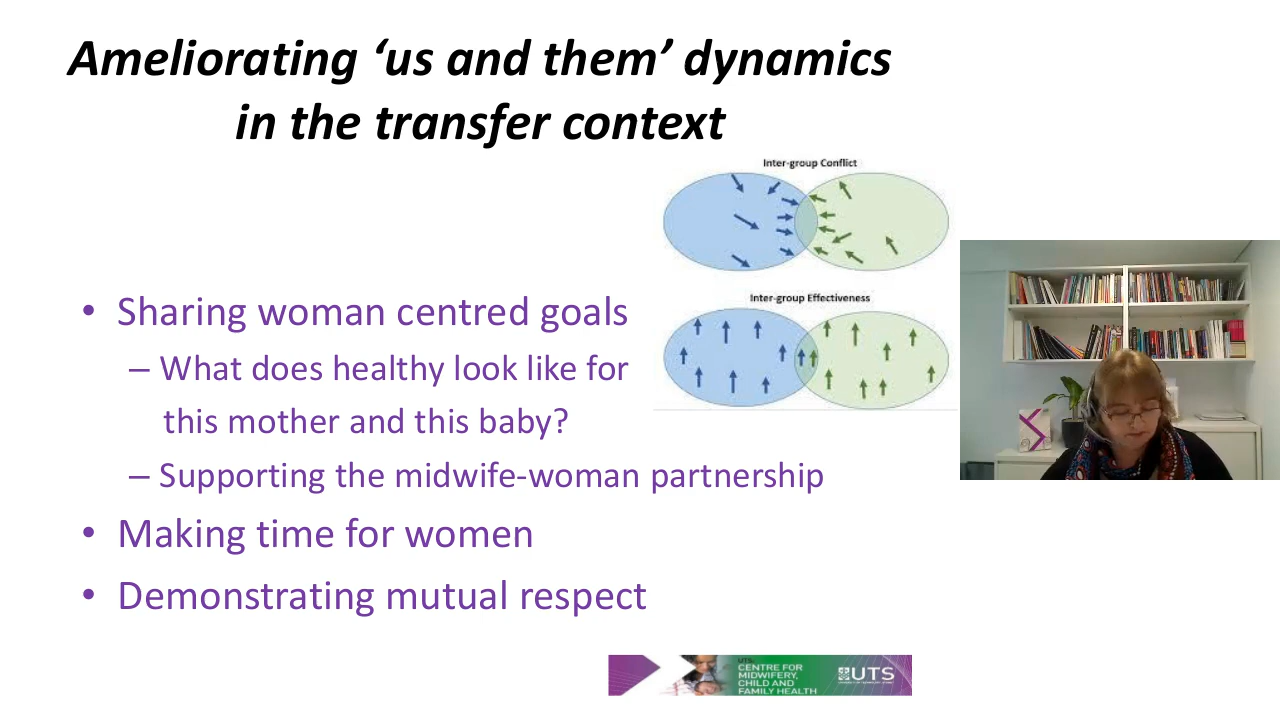 Ameliorating ‘us and them’ dynamics
in the transfer context
Inter-group Conflict
Inter-group Effectiveness
• Sharing woman centred goals
– What does healthy look like for
this mother and this baby?
– Supporting the midwife-woman partnership
• Making time for women
• Demonstrating mutual respect
UTS:
CENTRE FOR
MIDWIFERY,
CHILD AND
FAMILY HEALTH
UTS